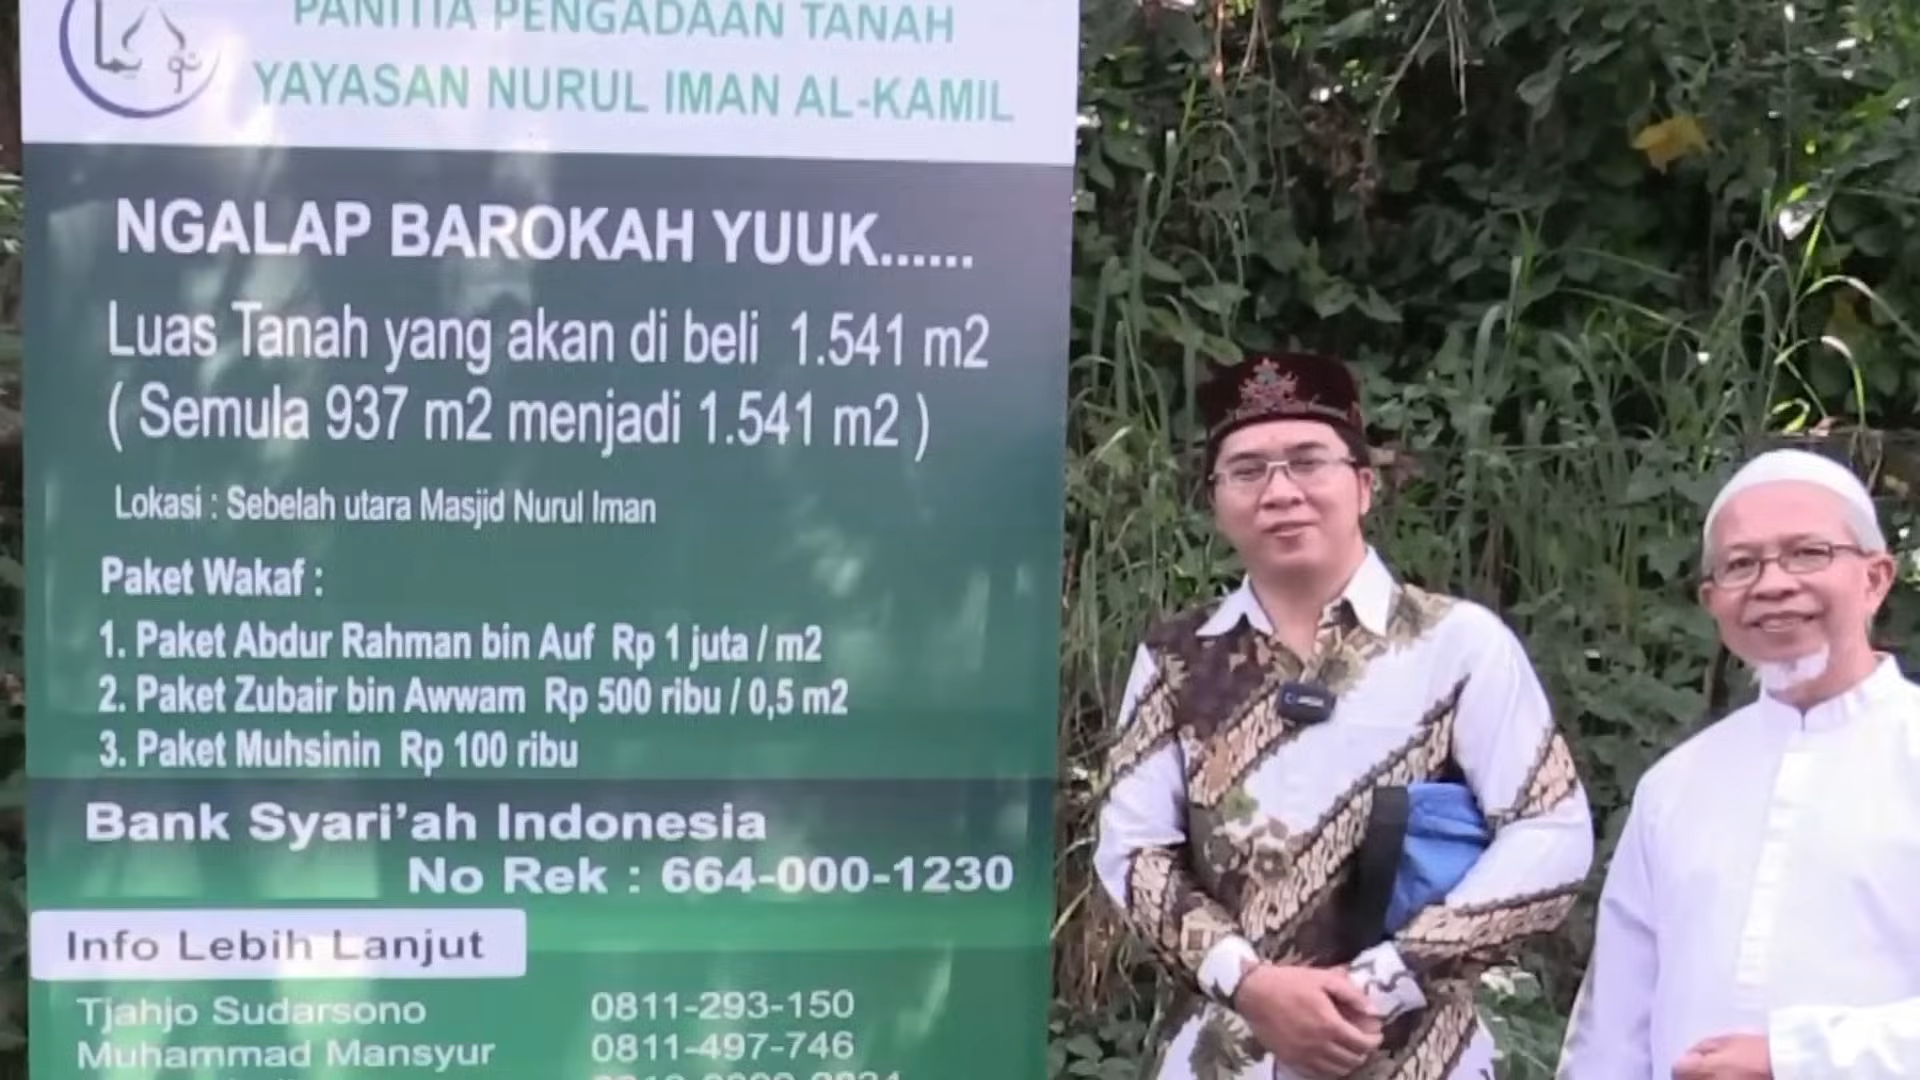 PANITIA PENGADAAN TANAH
YAYASAN NURUL IMAN AL-KAMIL
NGALAP BAROKAH YUUK......
Luas Tanah yang akan di beli 1.541 m2
( Semula 937 m2 menjadi 1.541 m2 )
Lokasi : Sebelah utara Masjid Nurul Iman
Paket Wakaf :
1. Paket Abdur Rahman bin Auf Rp 1 juta / m2
2. Paket Zubair bin Awwam Rp 500 ribu / 0,5 m2
3. Paket Muhsinin Rp 100 ribu
Bank Syari'ah Indonesia
No Rek : 664-000-1230
Info Lebih Lanjut
Tjahjo Sudarsono 0811-293-150
Muhammad Mansyur 0811-497-746